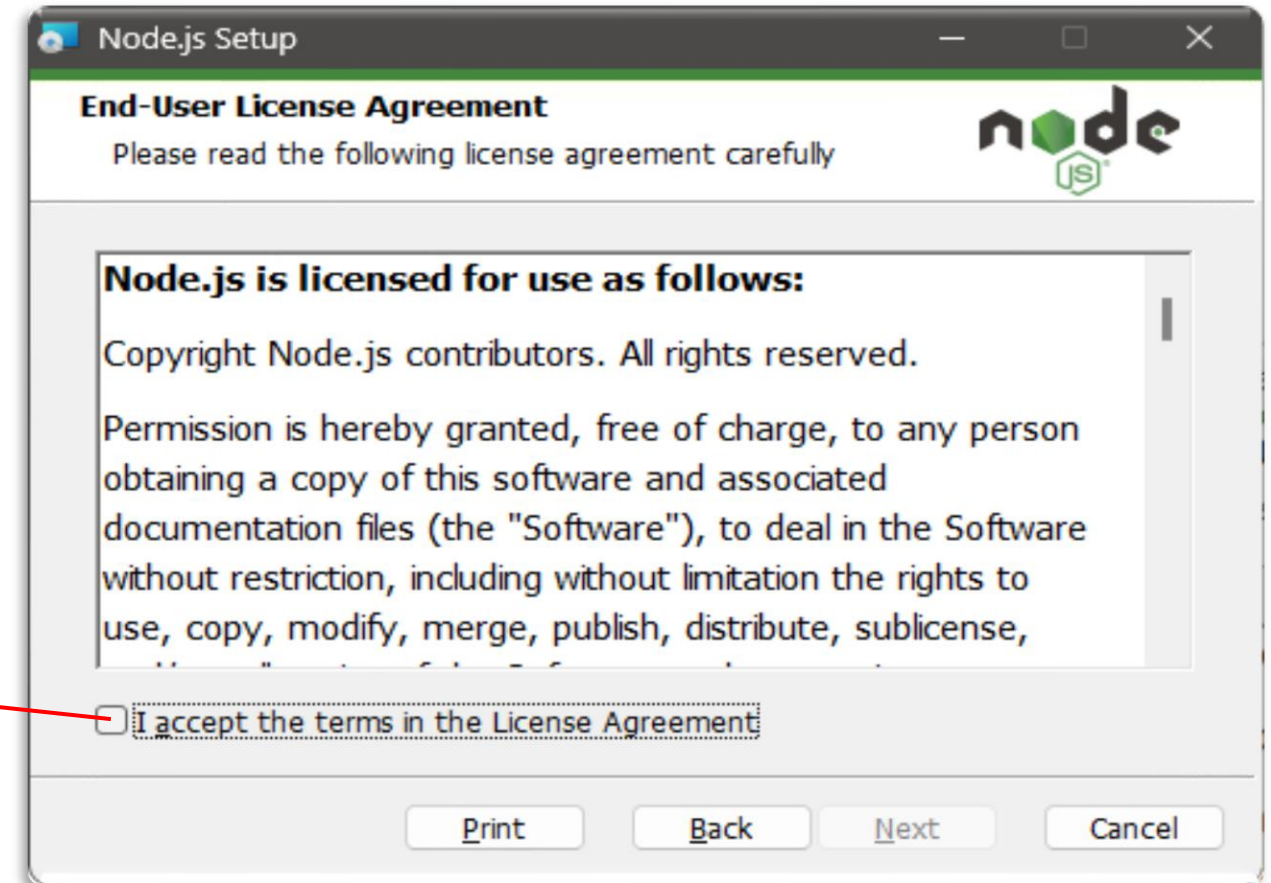 Node.js Setup
End-User License Agreement
Please read the following license agreement carefully
node
JS
Node.js is licensed for use as follows:
Copyright Node.js contributors. All rights reserved.
Permission is hereby granted, free of charge, to any person
obtaining a copy of this software and associated
documentation files (the "Software"), to deal in the Software
without restriction, including without limitation the rights to
use, copy, modify, merge, publish, distribute, sublicense,
I accept the terms in the License Agreement
Print
Back
Next
Cancel